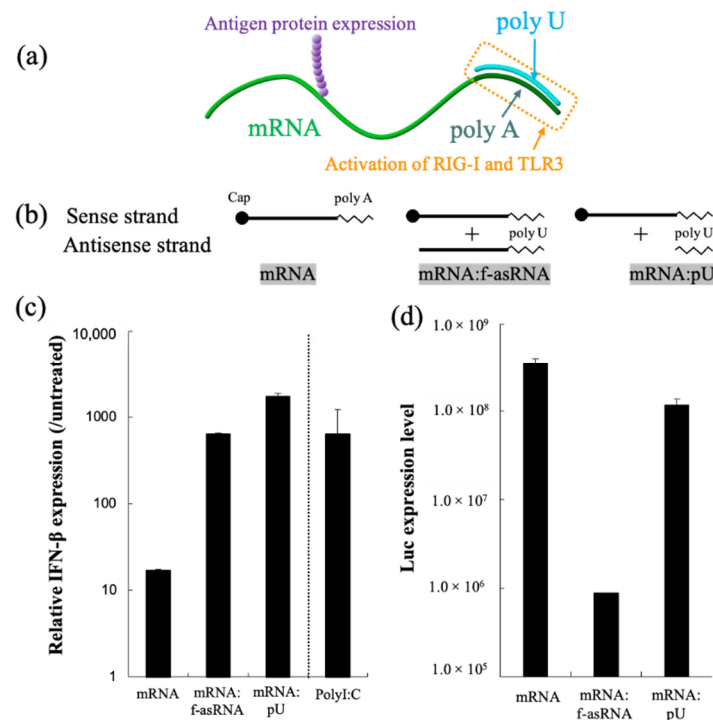 (a)
Antigen protein expression
poly U
mRNA
poly A
Activation of RIG-I and TLR3
(b)
Sense strand
Antisense strand
Cap
poly A
mRNA
+
poly U
mRNA:f-asRNA
+
poly U
mRNA:pU
(c)
Relative IFN-β expression (/untreated)
10,000
1000
100
10
1
mRNA
mRNA:
f-asRNA
mRNA:
pU
PolyI:C
(d)
Luc expression level
1.0 × 10⁹
1.0 × 10⁸
1.0 × 10⁷
1.0 × 10⁶
1.0 × 10⁵
mRNA
mRNA:
f-asRNA
mRNA:
pU